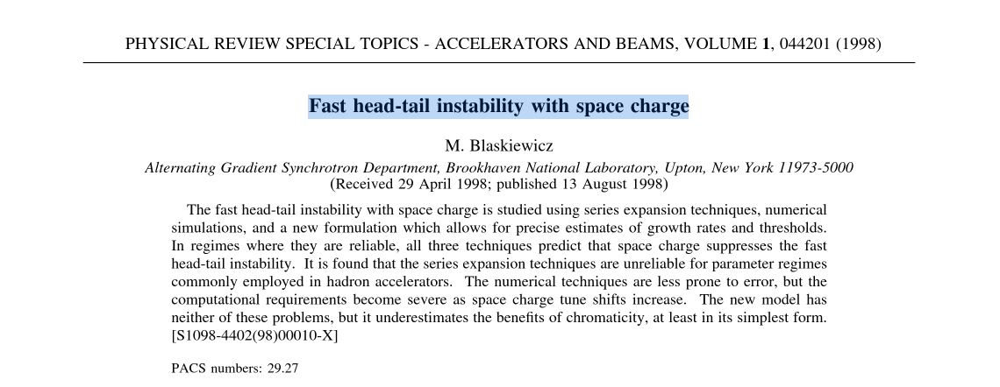 PHYSICAL REVIEW SPECIAL TOPICS - ACCELERATORS AND BEAMS, VOLUME 1, 044201 (1998)
Fast head-tail instability with space charge
M. Blaskiewicz
Alternating Gradient Synchrotron Department, Brookhaven National Laboratory, Upton, New York 11973-5000
(Received 29 April 1998; published 13 August 1998)
The fast head-tail instability with space charge is studied using series expansion techniques, numerical
simulations, and a new formulation which allows for precise estimates of growth rates and thresholds.
In regimes where they are reliable, all three techniques predict that space charge suppresses the fast
head-tail instability. It is found that the series expansion techniques are unreliable for parameter regimes
commonly employed in hadron accelerators. The numerical techniques are less prone to error, but the
computational requirements become severe as space charge tune shifts increase. The new model has
neither of these problems, but it underestimates the benefits of chromaticity, at least in its simplest form.
[S1098-4402(98)00010-X]
PACS numbers: 29.27